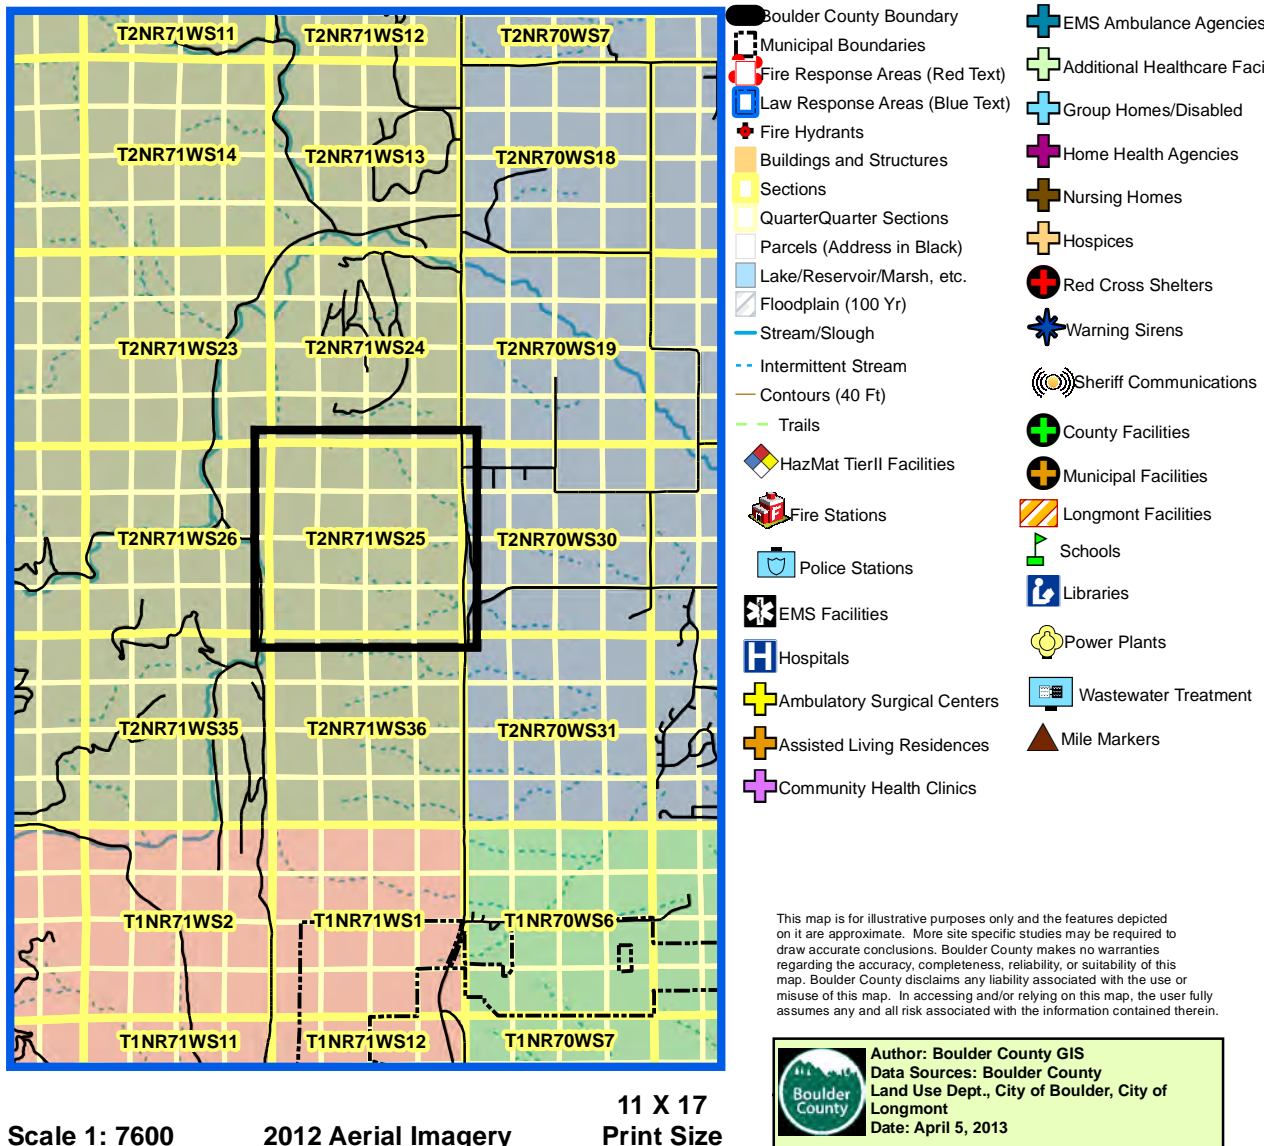 T2NR71WS11
T2NR71WS12
T2NR70WS7
T2NR71WS14
T2NR71WS13
T2NR70WS18
T2NR71WS23
T2NR71WS24
T2NR70WS19
T2NR71WS26
T2NR71WS25
T2NR70WS30
T2NR71WS35
T2NR71WS36
T2NR70WS31
T1NR71WS2
T1NR71WS1
T1NR70WS6
T1NR71WS11
T1NR71WS12
T1NR70WS7
Scale 1: 7600
2012 Aerial Imagery
11 X 17
Print Size
Boulder County Boundary
Municipal Boundaries
Fire Response Areas (Red Text)
Law Response Areas (Blue Text)
Fire Hydrants
Buildings and Structures
Sections
QuarterQuarter Sections
Parcels (Address in Black)
Lake/Reservoir/Marsh, etc.
Floodplain (100 Yr)
Stream/Slough
Intermittent Stream
Contours (40 Ft)
Trails
HazMat TierII Facilities
Fire Stations
Police Stations
EMS Facilities
Hospitals
Ambulatory Surgical Centers
Assisted Living Residences
Community Health Clinics
EMS Ambulance Agencies
Additional Healthcare Faci
Group Homes/Disabled
Home Health Agencies
Nursing Homes
Hospices
Red Cross Shelters
Warning Sirens
Sheriff Communications
County Facilities
Municipal Facilities
Longmont Facilities
Schools
Libraries
Power Plants
Wastewater Treatment
Mile Markers
This map is for illustrative purposes only and the features depicted
on it are approximate. More site specific studies may be required to
draw accurate conclusions. Boulder County makes no warranties
regarding the accuracy, completeness, reliability, or suitability of this
map. Boulder County disclaims any liability associated with the use or
misuse of this map. In accessing and/or relying on this map, the user fully
assumes any and all risk associated with the information contained therein.
Boulder
County
Author: Boulder County GIS
Data Sources: Boulder County
Land Use Dept., City of Boulder, City of
Longmont
Date: April 5, 2013